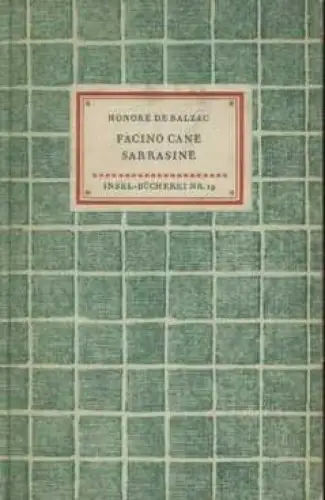 HONORÉ DE BALZAC
FACINO CANE
SARRASINE
INSEL-BÜCHEREI NR. 19